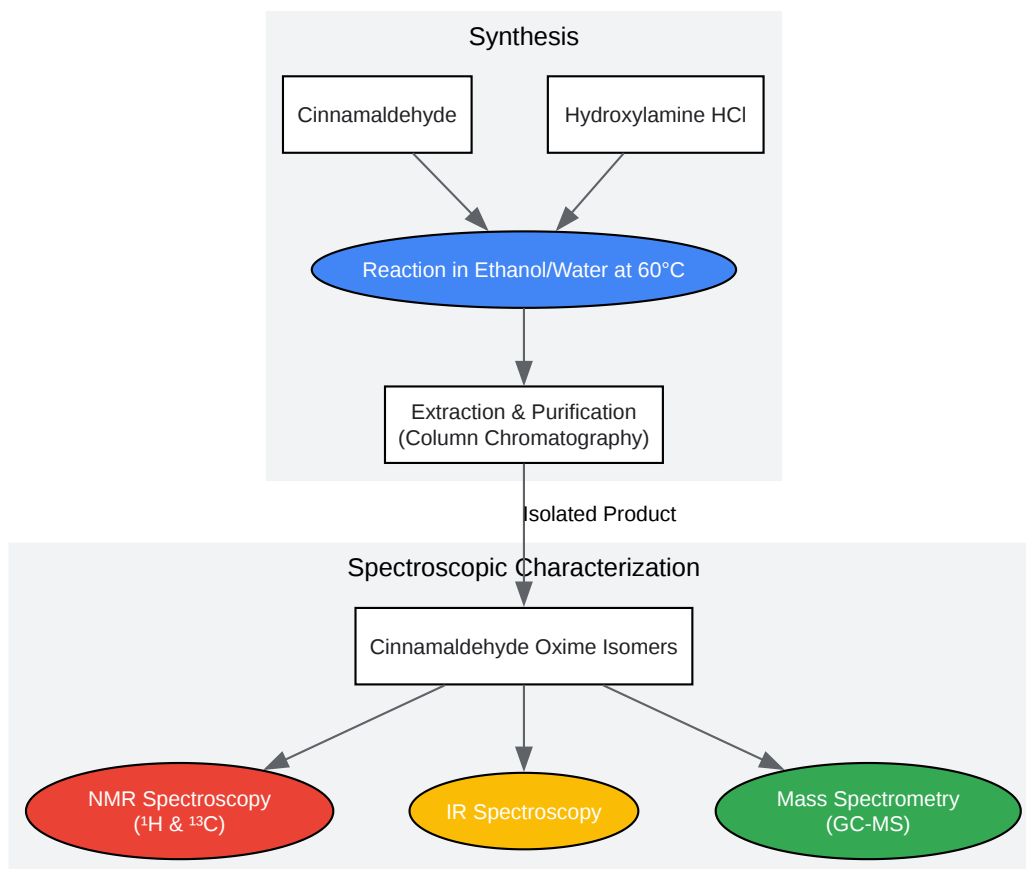 Synthesis
Cinnamaldehyde
Hydroxylamine HCl
Reaction in Ethanol/Water at 60°C
Extraction & Purification
(Column Chromatography)
Isolated Product
Spectroscopic Characterization
Cinnamaldehyde Oxime Isomers
NMR Spectroscopy
(¹H & ¹³C)
IR Spectroscopy
Mass Spectrometry
(GC-MS)